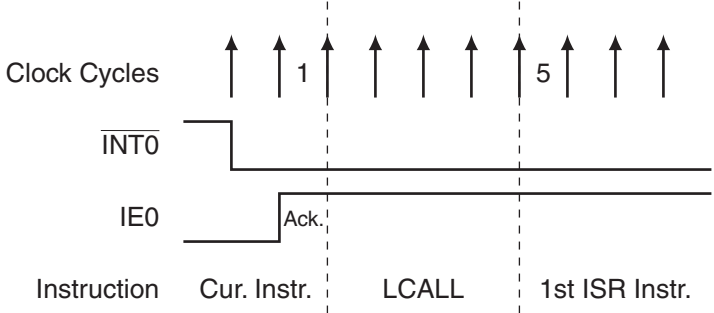 Clock Cycles 1 5
INT0
IE0 Ack.
Instruction Cur. Instr. LCALL 1st ISR Instr.